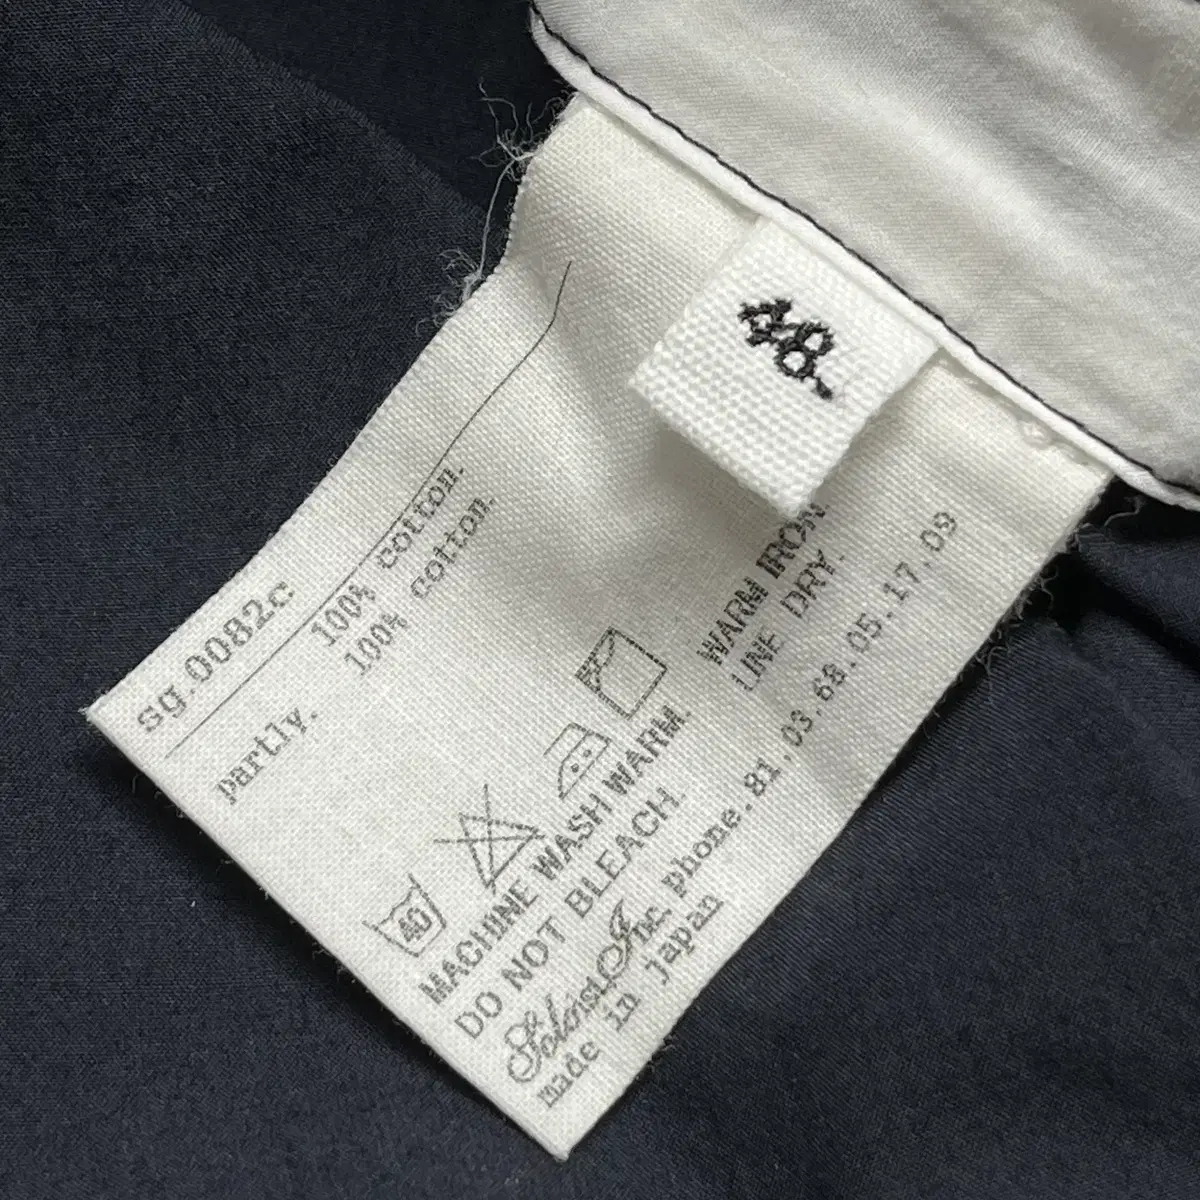 48.
sg.0082c
100% cotton.
100% cotton.
partly.
40
MACHINE WASH WARM.
WARM IRON
DO NOT BLEACH.
LINE DRY.
Soloist Inc. phone.81.03.68.05.17.09
made in japan